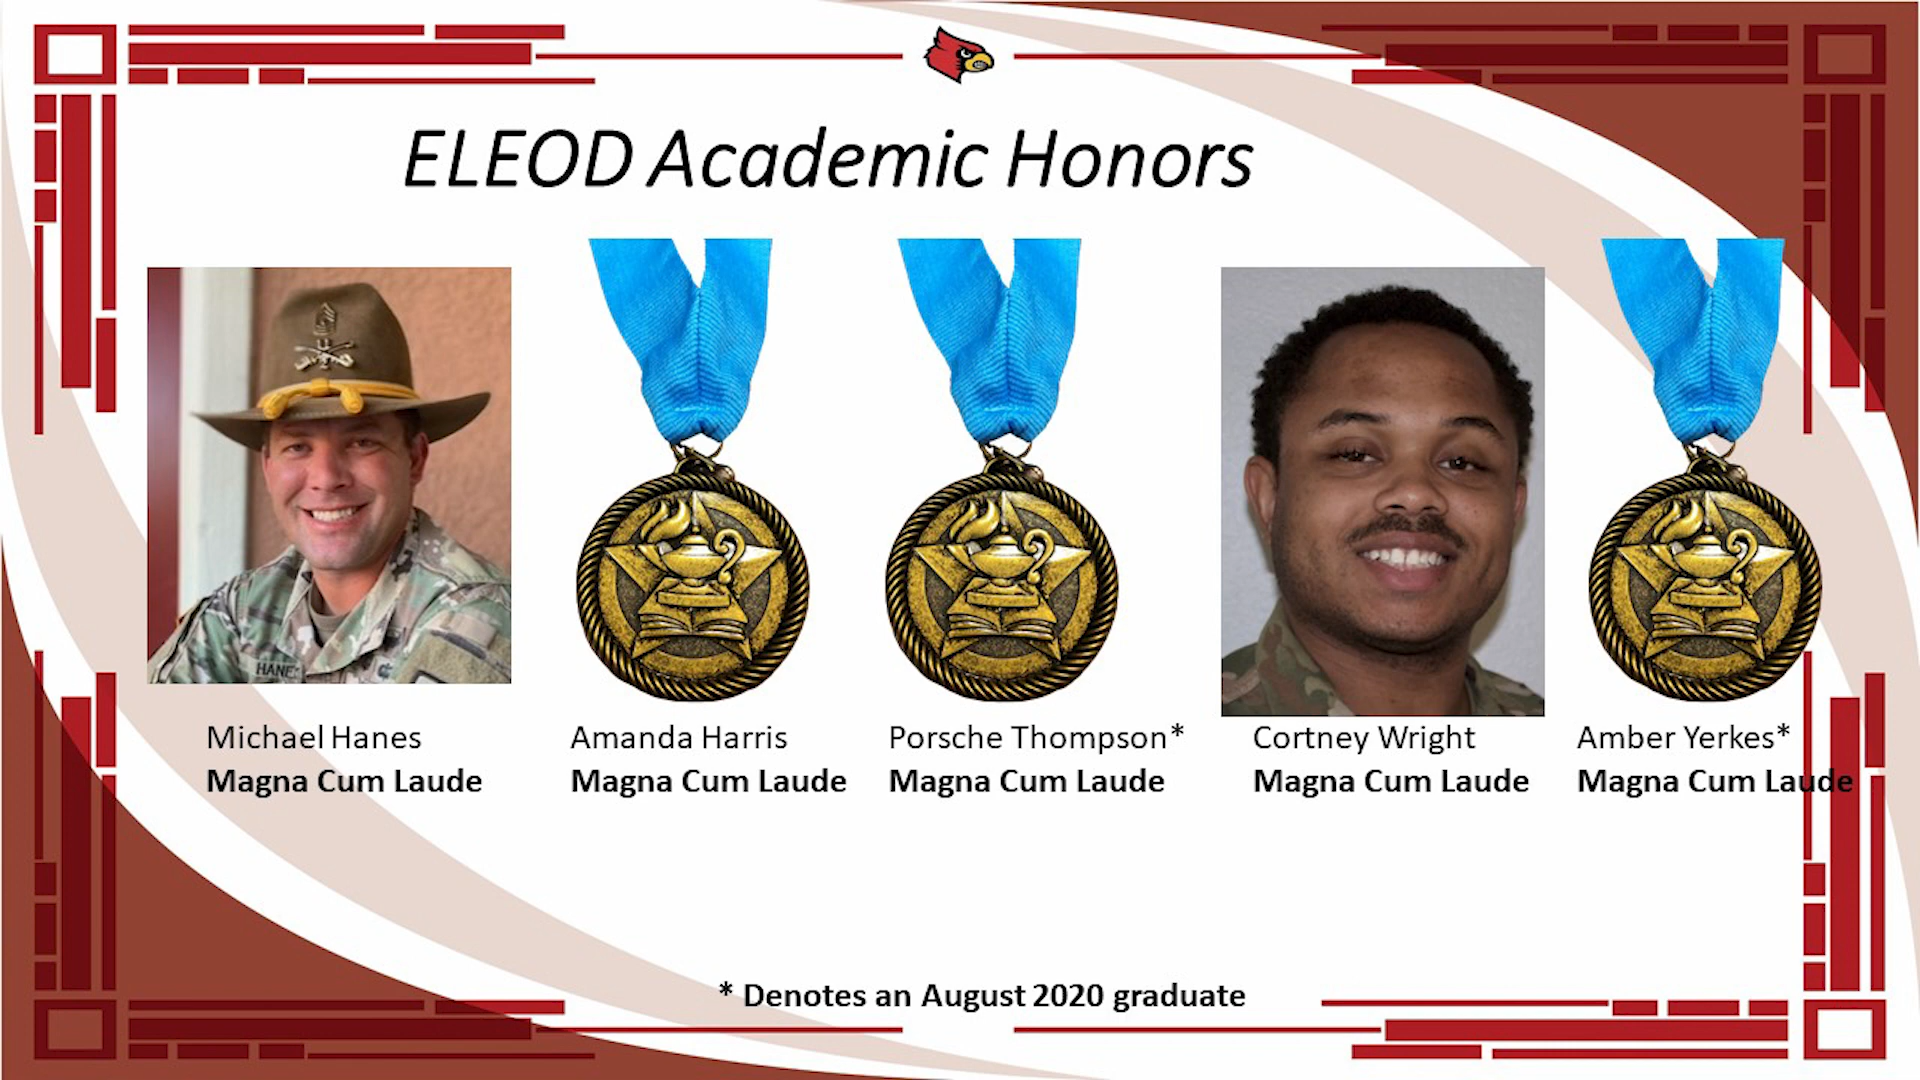 ELEOD Academic Honors
HANE
Michael Hanes
Magna Cum Laude
Amanda Harris
Magna Cum Laude
Porsche Thompson*
Magna Cum Laude
Cortney Wright
Magna Cum Laude
Amber Yerkes*
Magna Cum Laude
* Denotes an August 2020 graduate